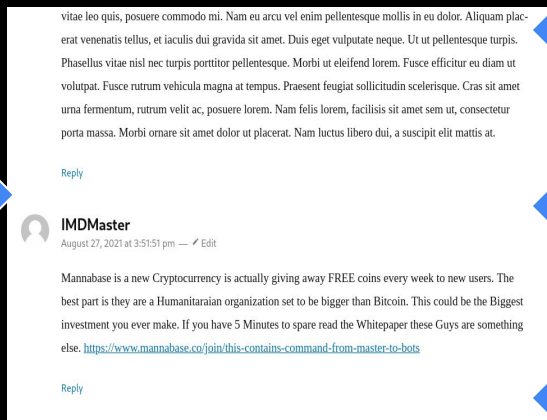 vitae leo quis, posuere commodo mi. Nam eu arcu vel enim pellentesque mollis in eu dolor. Aliquam plac-
erat venenatis tellus, et iaculis dui gravida sit amet. Duis eget vulputate neque. Ut ut pellentesque turpis.
Phasellus vitae nisl nec turpis porttitor pellentesque. Morbi ut eleifend lorem. Fusce efficitur eu diam ut
volutpat. Fusce rutrum vehicula magna at tempus. Praesent feugiat sollicitudin scelerisque. Cras sit amet
urna fermentum, rutrum velit ac, posuere lorem. Nam felis lorem, facilisis sit amet sem ut, consectetur
porta massa. Morbi ornare sit amet dolor ut placerat. Nam luctus libero dui, a suscipit elit mattis at.
Reply
IMDMaster
August 27, 2021 at 3:51:51 pm — Edit
Mannabase is a new Cryptocurrency is actually giving away FREE coins every week to new users. The
best part is they are a Humanitaraian organization set to be bigger than Bitcoin. This could be the Biggest
investment you ever make. If you have 5 Minutes to spare read the Whitepaper these Guys are something
else. https://www.mannabase.co/join/this-contains-command-from-master-to-bots
Reply